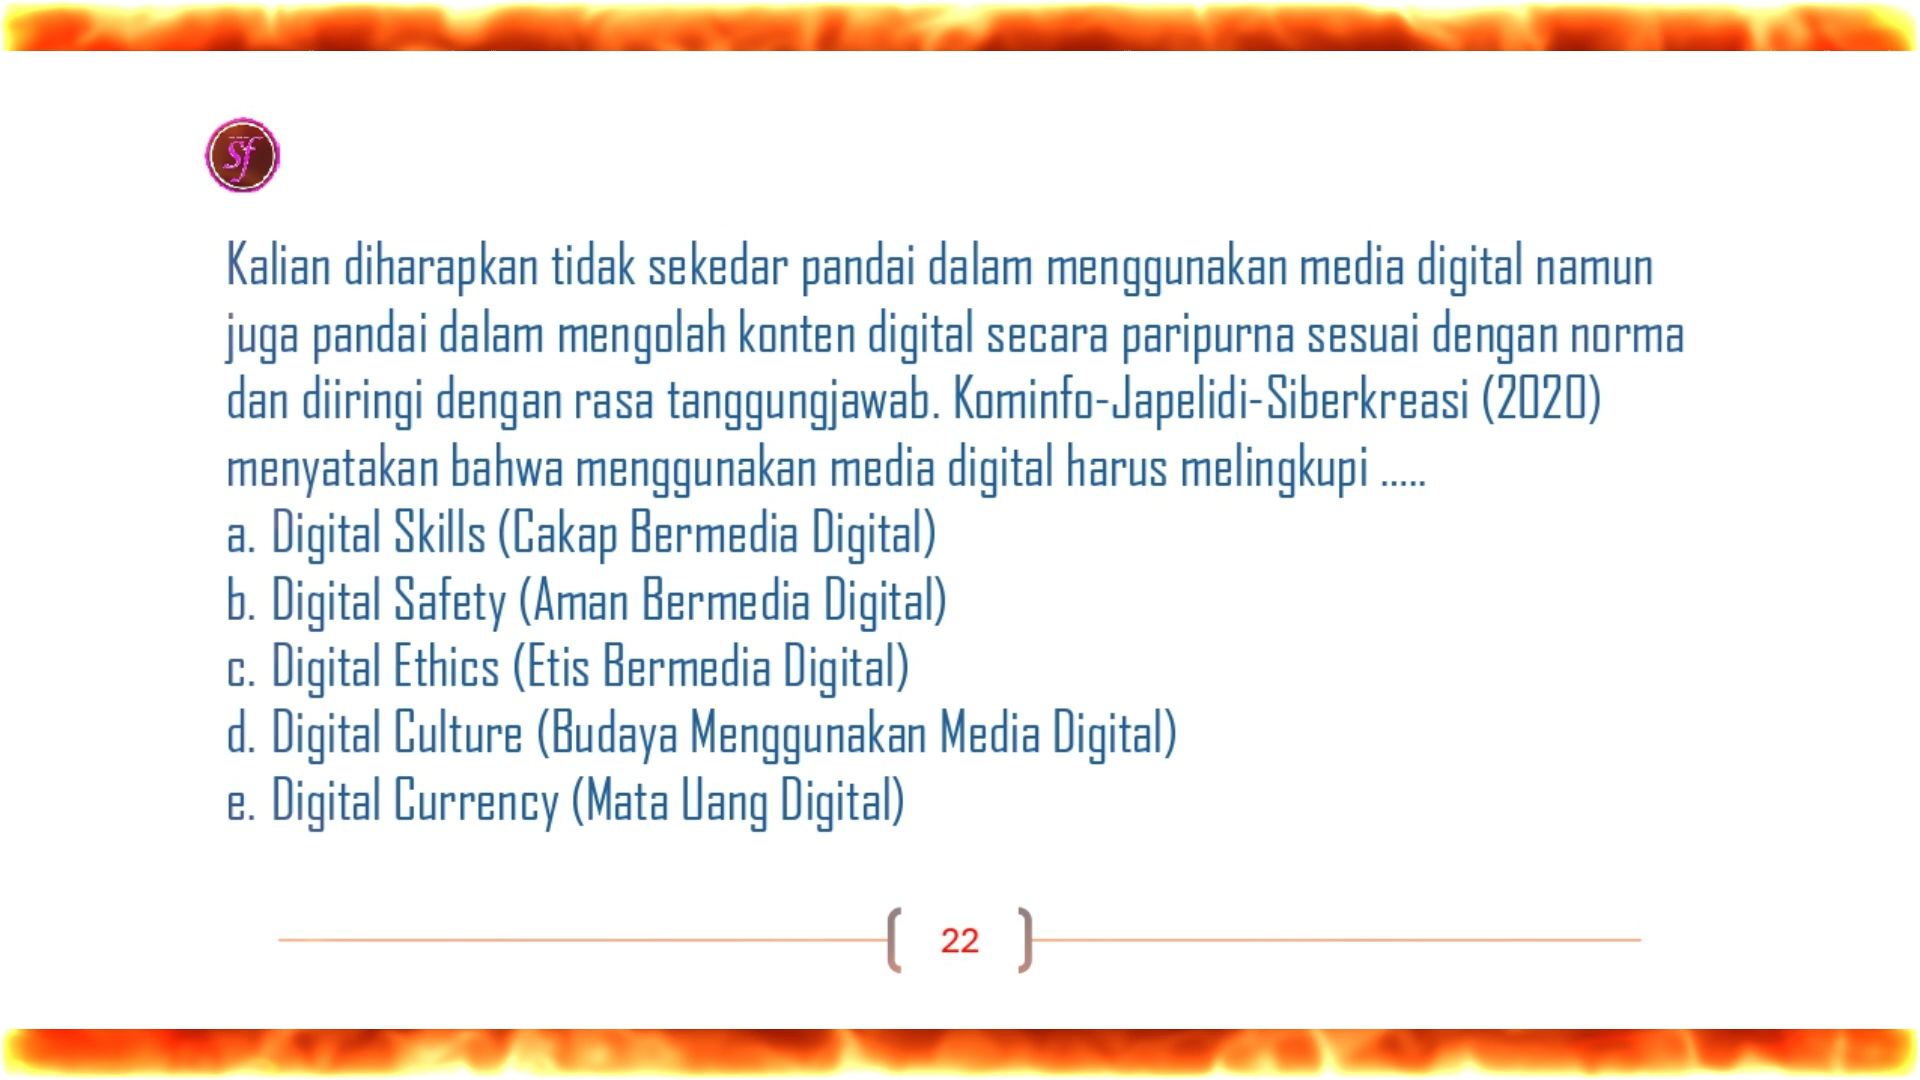 Sf
Kalian diharapkan tidak sekedar pandai dalam menggunakan media digital namun
juga pandai dalam mengolah konten digital secara paripurna sesuai dengan norma
dan diiringi dengan rasa tanggungjawab. Kominfo-Japelidi-Siberkreasi (2020)
menyatakan bahwa menggunakan media digital harus melingkupi .....
a. Digital Skills (Cakap Bermedia Digital)
b. Digital Safety (Aman Bermedia Digital)
c. Digital Ethics (Etis Bermedia Digital)
d. Digital Culture (Budaya Menggunakan Media Digital)
e. Digital Currency (Mata Uang Digital)
22